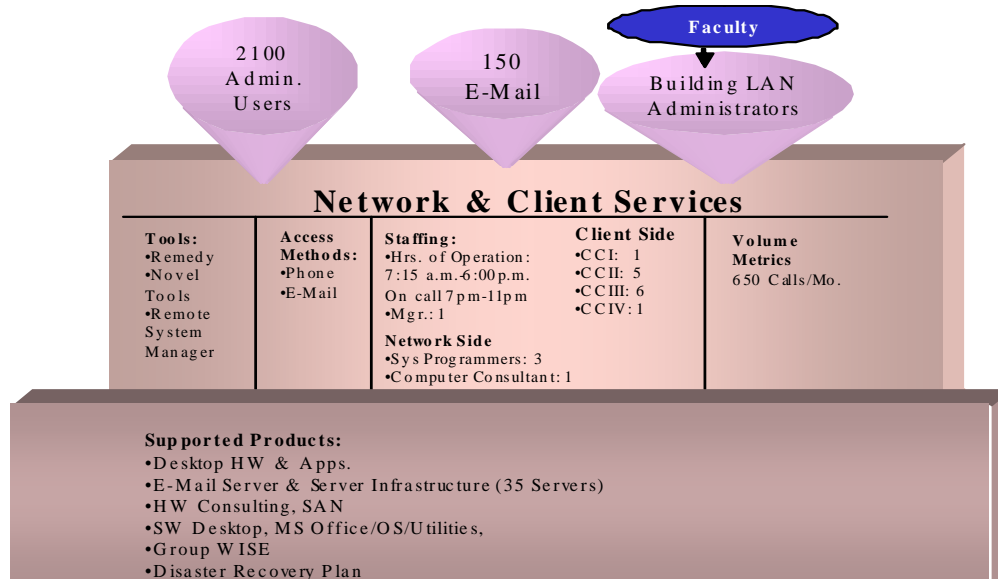 2100
Admin.
Users
150
E-Mail
Faculty
Building LAN
Administrators
Network & Client Services
Tools:
•Remedy
•Novel
Tools
•Remote
System
Manager
Access
Methods:
•Phone
•E-Mail
Staffing:
•Hrs. of Operation:
7:15 a.m.-6:00p.m.
On call 7pm-11pm
•Mgr.: 1
Network Side
•Sys Programmers: 3
•Computer Consultant: 1
Client Side
•CCI: 1
•CCII: 5
•CCIII: 6
•CCIV: 1
Volume
Metrics
650 Calls/Mo.
Supported Products:
•Desktop HW & Apps.
•E-Mail Server & Server Infrastructure (35 Servers)
•HW Consulting, SAN
•SW Desktop, MS Office/OS/Utilities,
•Group WISE
•Disaster Recovery Plan